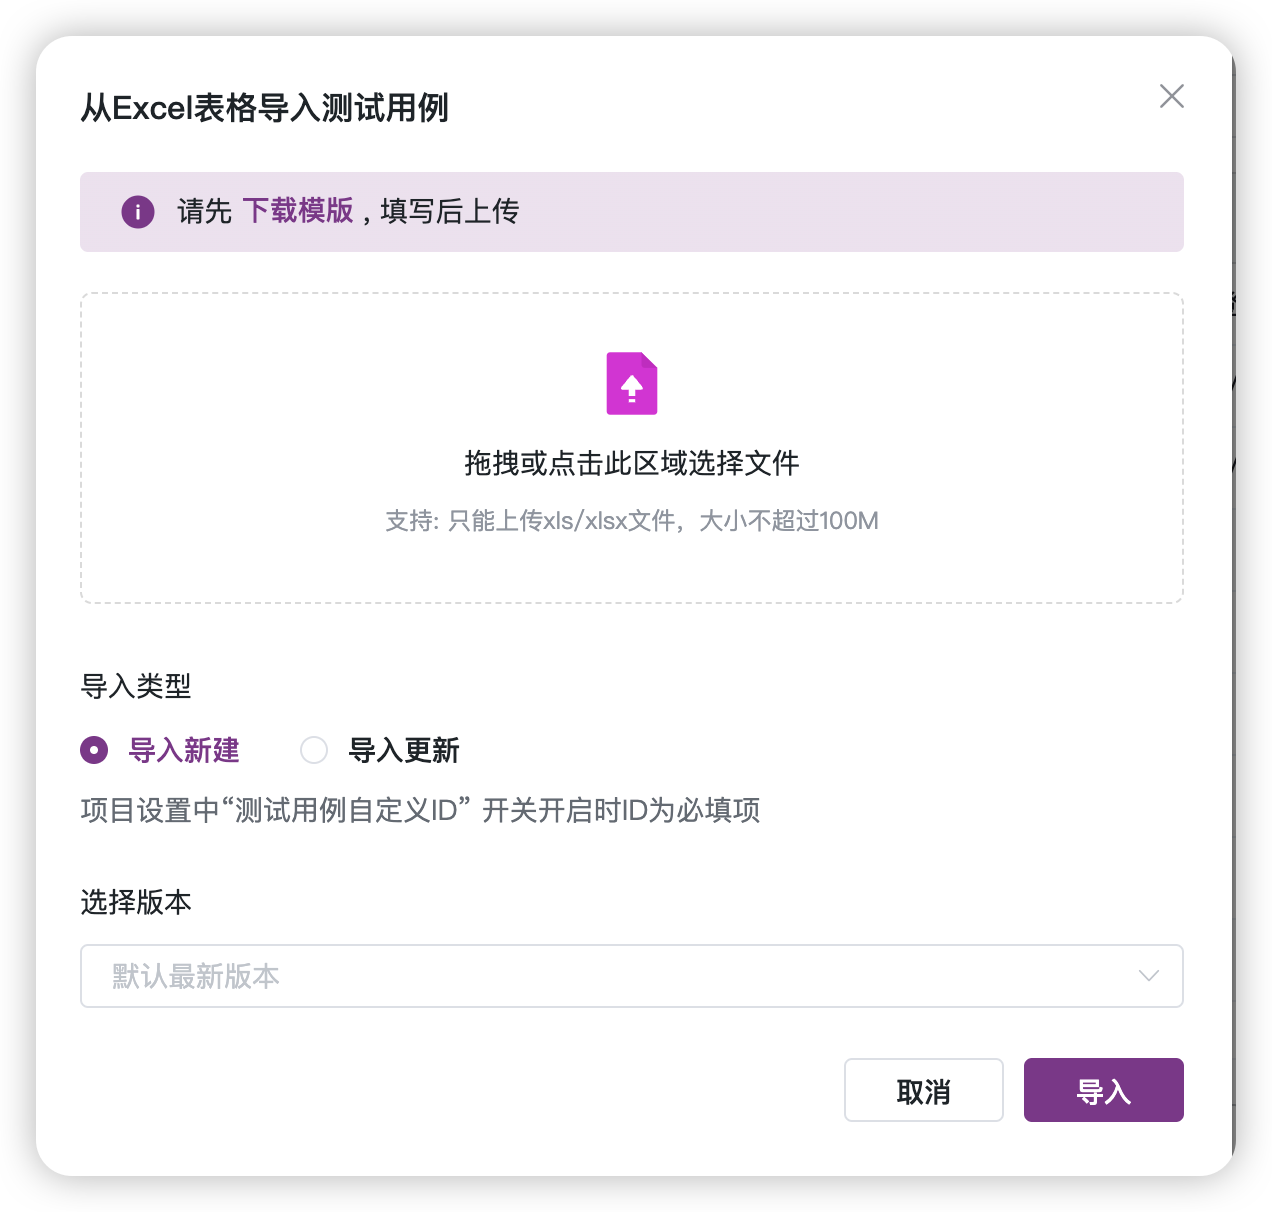 从Excel表格导入测试用例
请先 下载模版，填写后上传
拖拽或点击此区域选择文件
支持: 只能上传xls/xlsx文件，大小不超过100M
导入类型
导入新建 导入更新
项目设置中“测试用例自定义ID” 开关开启时ID为必填项
选择版本
默认最新版本
取消 导入